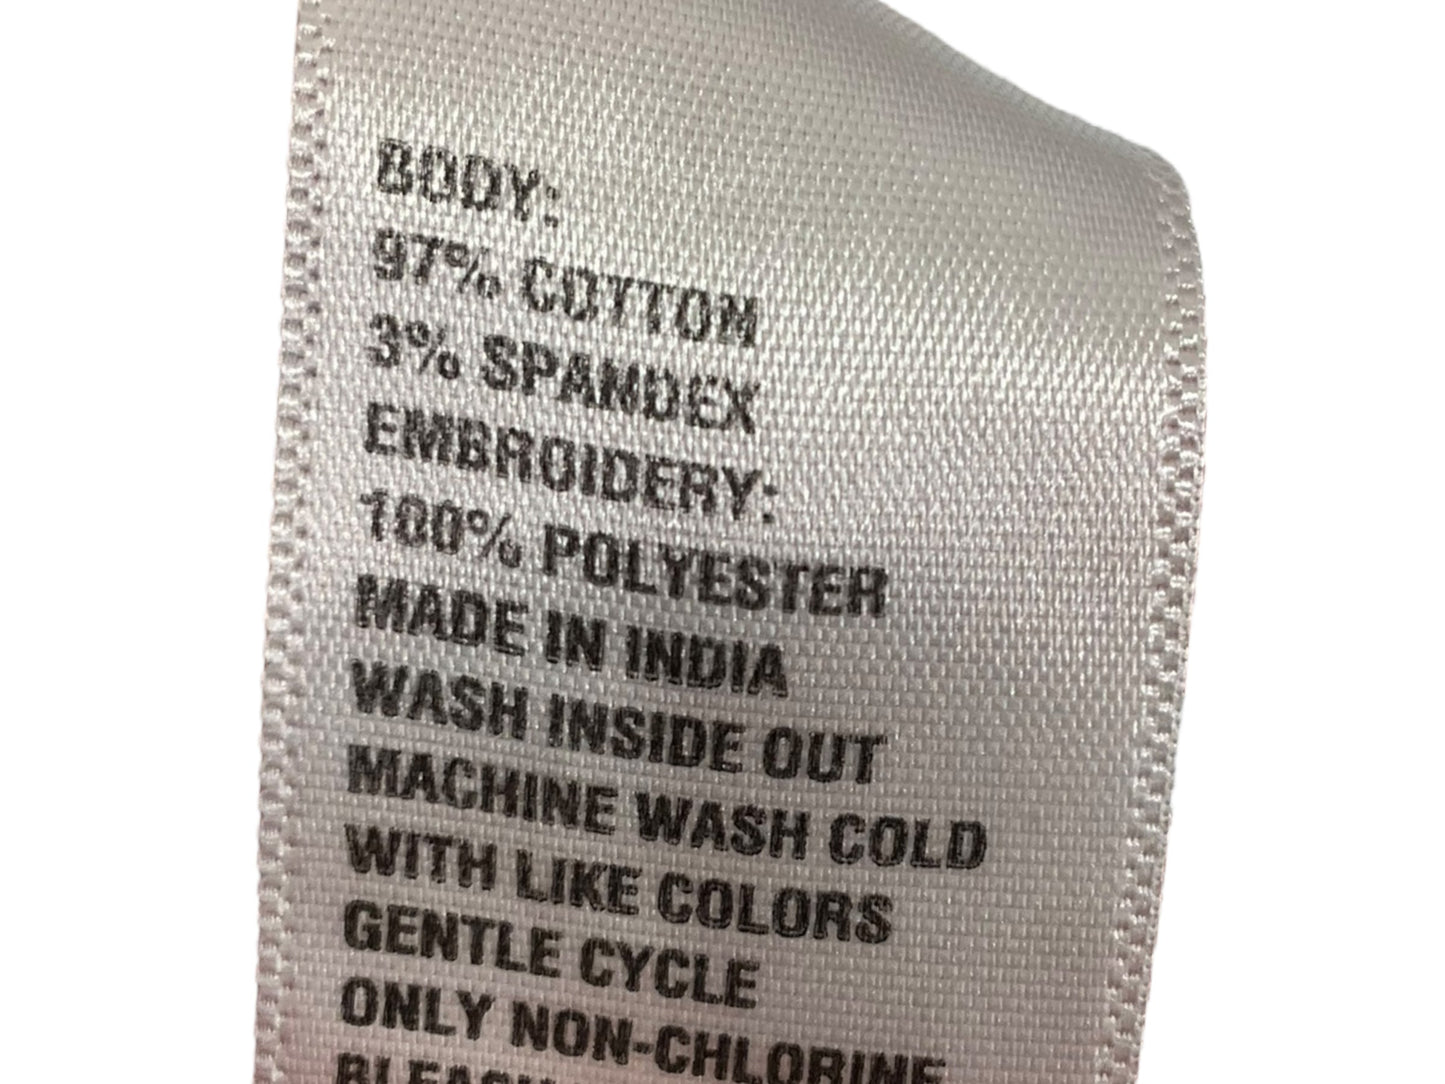 BODY:
97% COTTON
3% SPANDEX
EMBROIDERY:
100% POLYESTER
MADE IN INDIA
WASH INSIDE OUT
MACHINE WASH COLD
WITH LIKE COLORS
GENTLE CYCLE
ONLY NON-CHLORINE
BLEACH